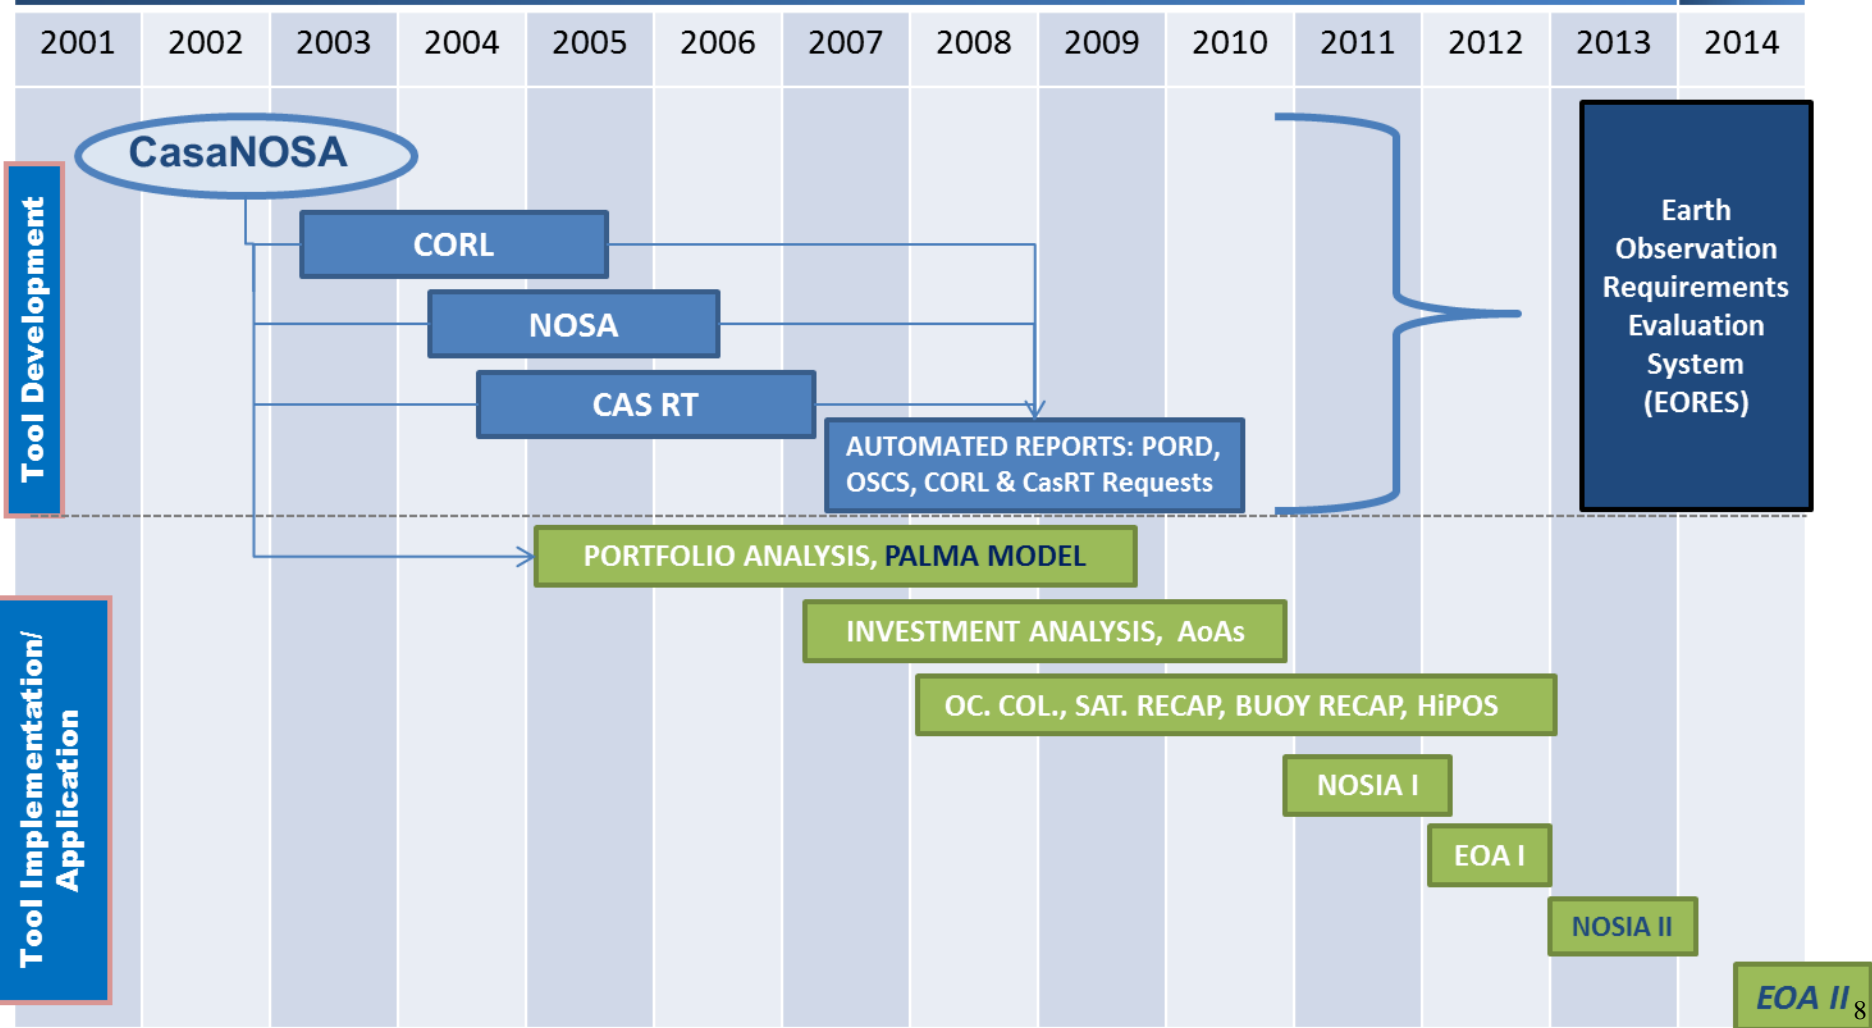 2001 2002 2003 2004 2005 2006 2007 2008 2009 2010 2011 2012 2013 2014
CasaNOSA
Tool Development
CORL
NOSA
CAS RT
AUTOMATED REPORTS: PORD,
OSCS, CORL & CasRT Requests
Earth
Observation
Requirements
Evaluation
System
(EORES)
Tool Implementation/
Application
PORTFOLIO ANALYSIS, PALMA MODEL
INVESTMENT ANALYSIS, AoAs
OC. COL., SAT. RECAP, BUOY RECAP, HiPOS
NOSIA I
EOA I
NOSIA II
EOA II
8